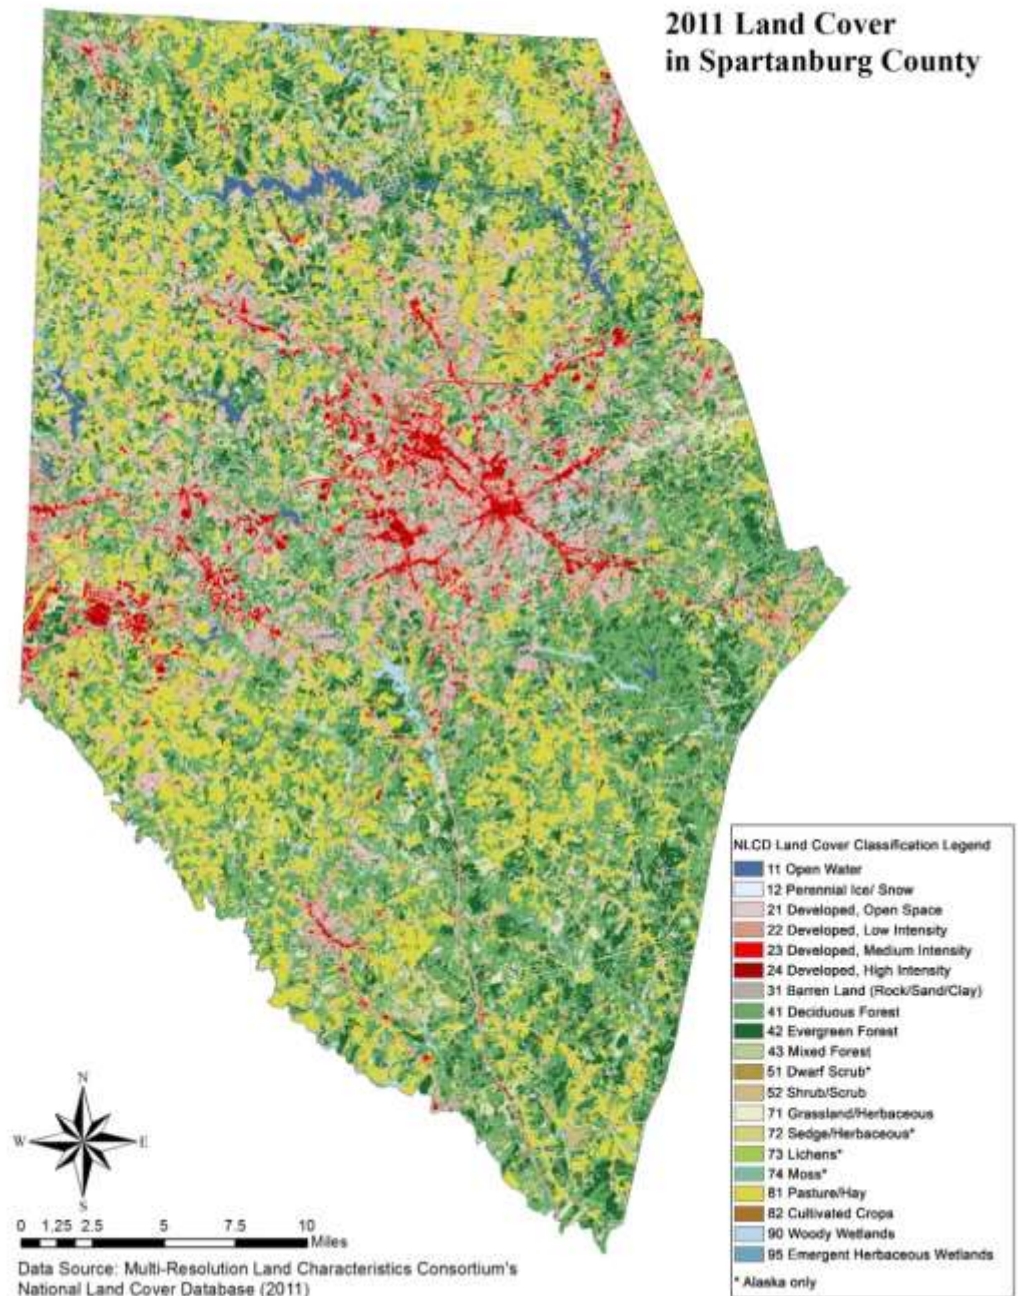 2011 Land Cover
in Spartanburg County
NLCD Land Cover Classification Legend
11 Open Water
12 Perennial Ice/ Snow
21 Developed, Open Space
22 Developed, Low Intensity
23 Developed, Medium Intensity
24 Developed, High Intensity
31 Barren Land (Rock/Sand/Clay)
41 Deciduous Forest
42 Evergreen Forest
43 Mixed Forest
51 Dwarf Scrub*
52 Shrub/Scrub
71 Grassland/Herbaceous
72 Sedge/Herbaceous*
73 Lichens*
74 Moss*
81 Pasture/Hay
82 Cultivated Crops
90 Woody Wetlands
95 Emergent Herbaceous Wetlands
* Alaska only
N
W E
S
0 1.25 2.5 5 7.5 10
Miles
Data Source: Multi-Resolution Land Characteristics Consortium's
National Land Cover Database (2011)